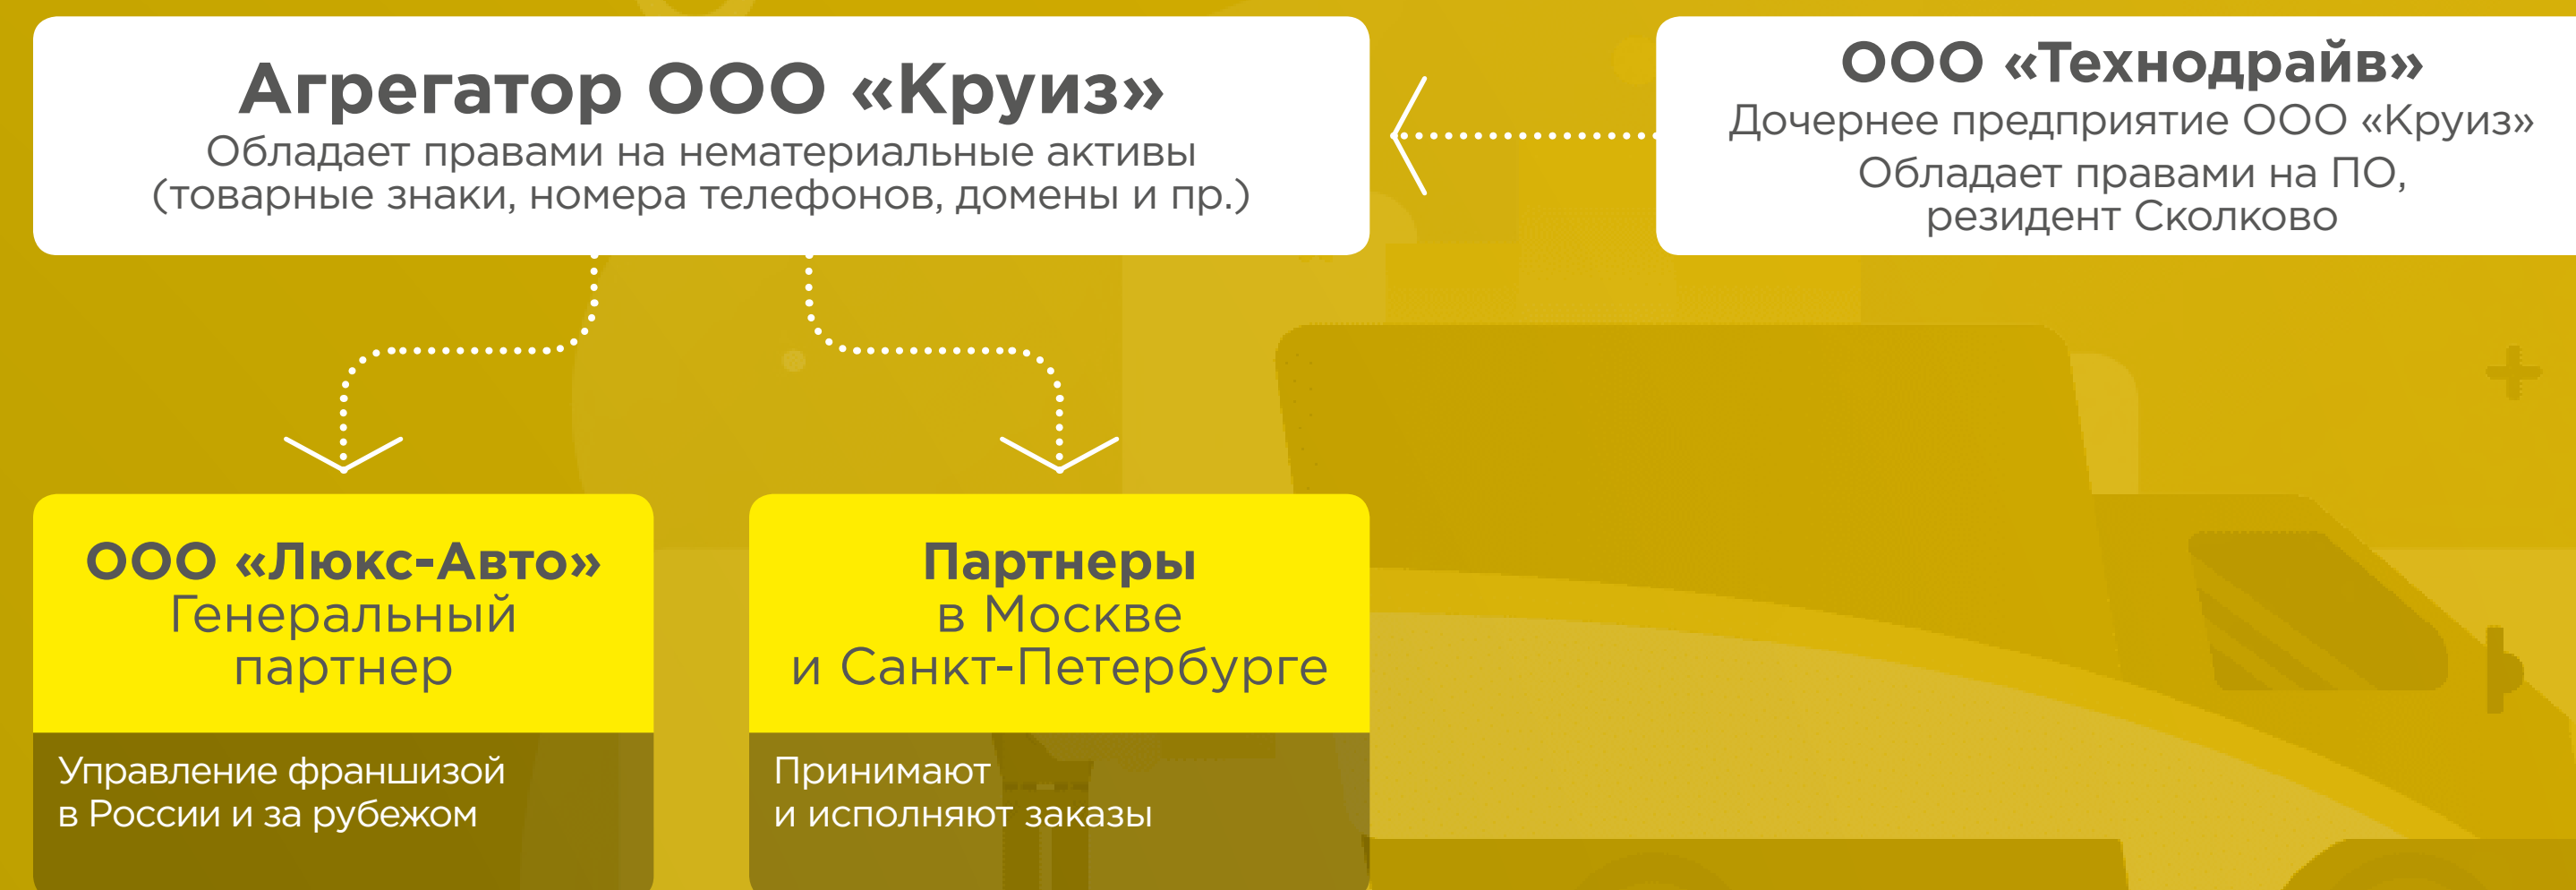 Агрегатор ООО «Круиз»
Обладает правами на нематериальные активы
(товарные знаки, номера телефонов, домены и пр.)
ООО «Технодрайв»
Дочернее предприятие ООО «Круиз»
Обладает правами на ПО,
резидент Сколково
ООО «Люкс-Авто»
Генеральный
партнер
Управление франшизой
в России и за рубежом
Партнеры
в Москве
и Санкт-Петербурге
Принимают
и исполняют заказы